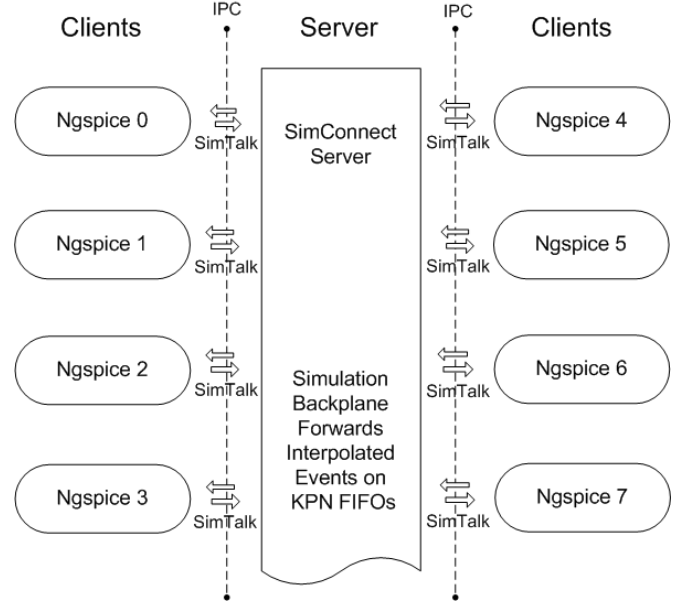 IPC
IPC
Clients
Server
Clients
Ngspice 0
SimTalk
SimConnect
Server
SimTalk
Ngspice 4
Ngspice 1
SimTalk
SimTalk
Ngspice 5
Ngspice 2
SimTalk
Simulation
Backplane
Forwards
Interpolated
Events on
KPN FIFOs
SimTalk
Ngspice 6
Ngspice 3
SimTalk
SimTalk
Ngspice 7